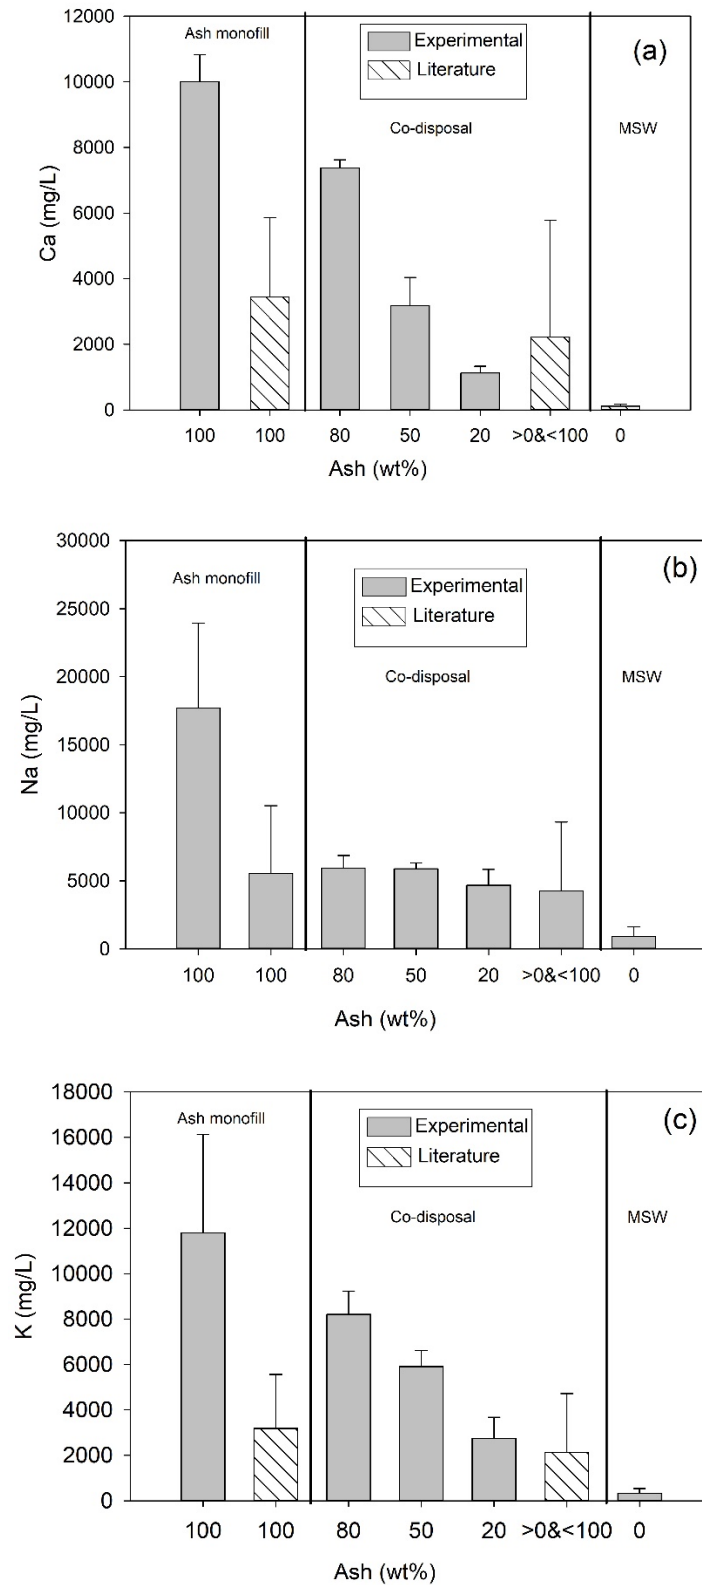 12000
Ash monofill
Experimental
(a)
10000
Literature
Co-disposal
MSW
8000
Ca (mg/L)
6000
4000
2000
0
100 100 80 50 20 >0&<100 0
Ash (wt%)
30000
(b)
Ash monofill
Experimental
25000
Literature
Co-disposal
MSW
20000
Na (mg/L)
15000
10000
5000
0
100 100 80 50 20 >0&<100 0
Ash (wt%)
18000
Ash monofill
Experimental
(c)
16000
Literature
14000
Co-disposal
MSW
12000
10000
K (mg/L)
8000
6000
4000
2000
0
100 100 80 50 20 >0&<100 0
Ash (wt%)